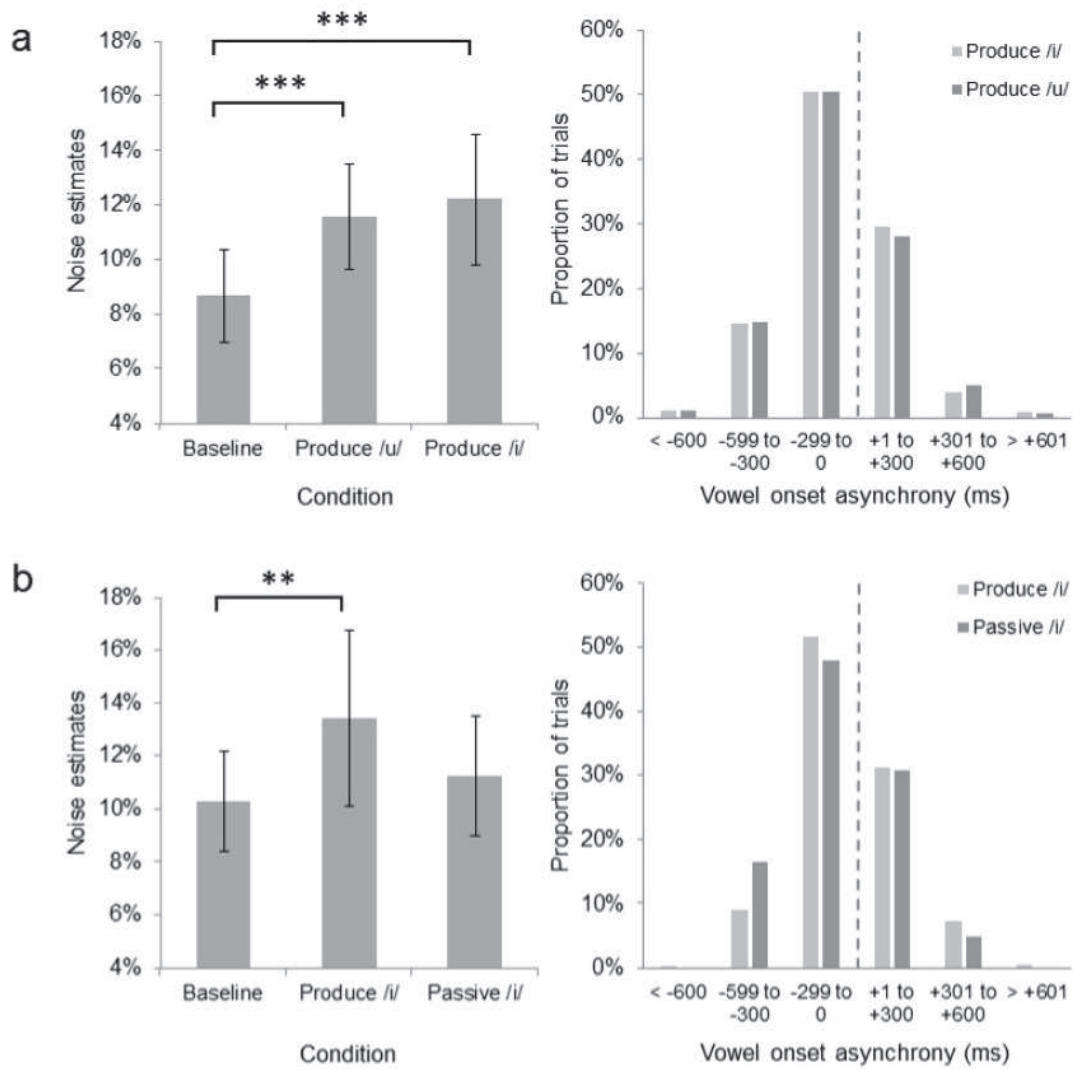 a
***
***
18%
16%
14%
12%
10%
8%
6%
4%
Noise estimates
Baseline Produce /u/ Produce /i/
Condition
60%
50%
40%
30%
20%
10%
0%
Proportion of trials
Produce /i/
Produce /u/
< -600 -599 to -299 to +1 to +301 to > +601
-300 0 +300 +600
Vowel onset asynchrony (ms)
b
**
18%
16%
14%
12%
10%
8%
6%
4%
Noise estimates
Baseline Produce /i/ Passive /i/
Condition
60%
50%
40%
30%
20%
10%
0%
Proportion of trials
Produce /i/
Passive /i/
< -600 -599 to -299 to +1 to +301 to > +601
-300 0 +300 +600
Vowel onset asynchrony (ms)